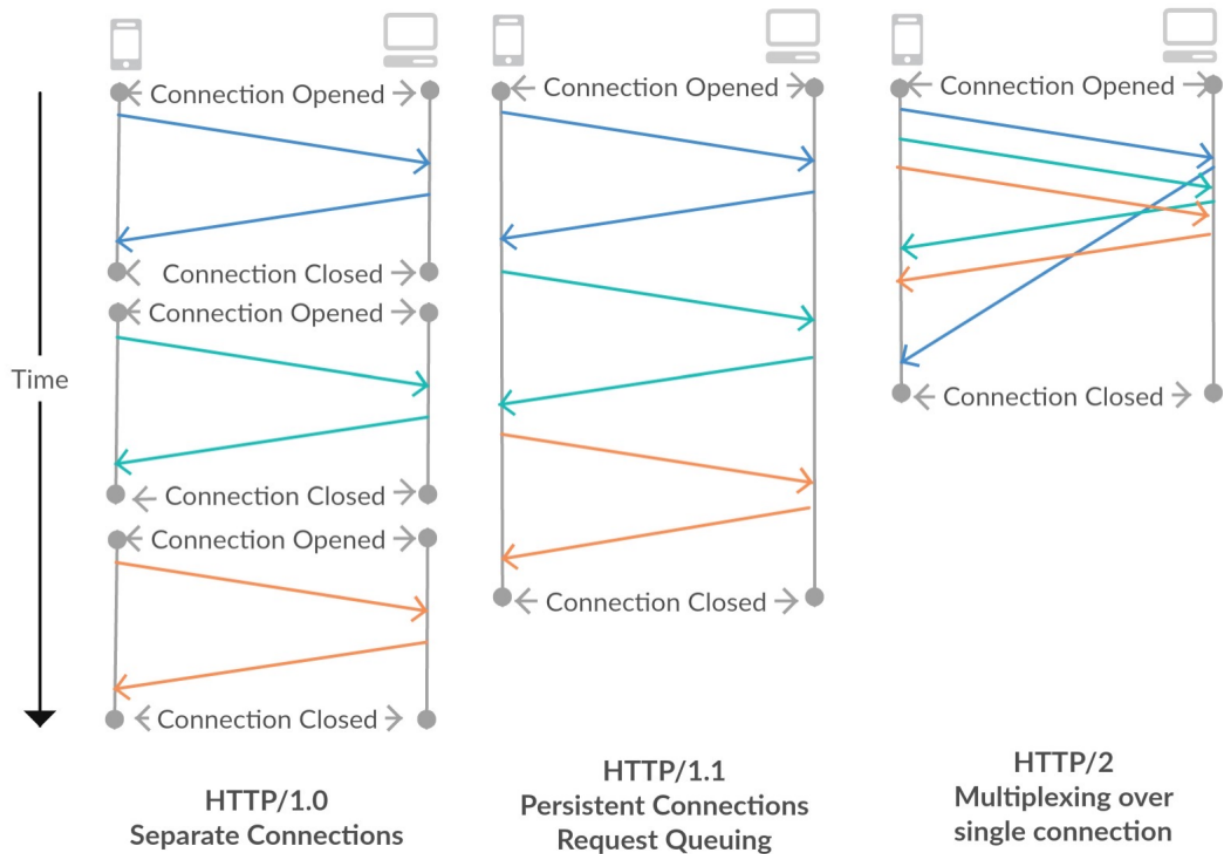 Connection Opened
Connection Closed
Connection Opened
Connection Closed
Connection Opened
Connection Closed
Time
HTTP/1.0
Separate Connections
Connection Opened
Connection Closed
HTTP/1.1
Persistent Connections
Request Queuing
Connection Opened
Connection Closed
HTTP/2
Multiplexing over
single connection